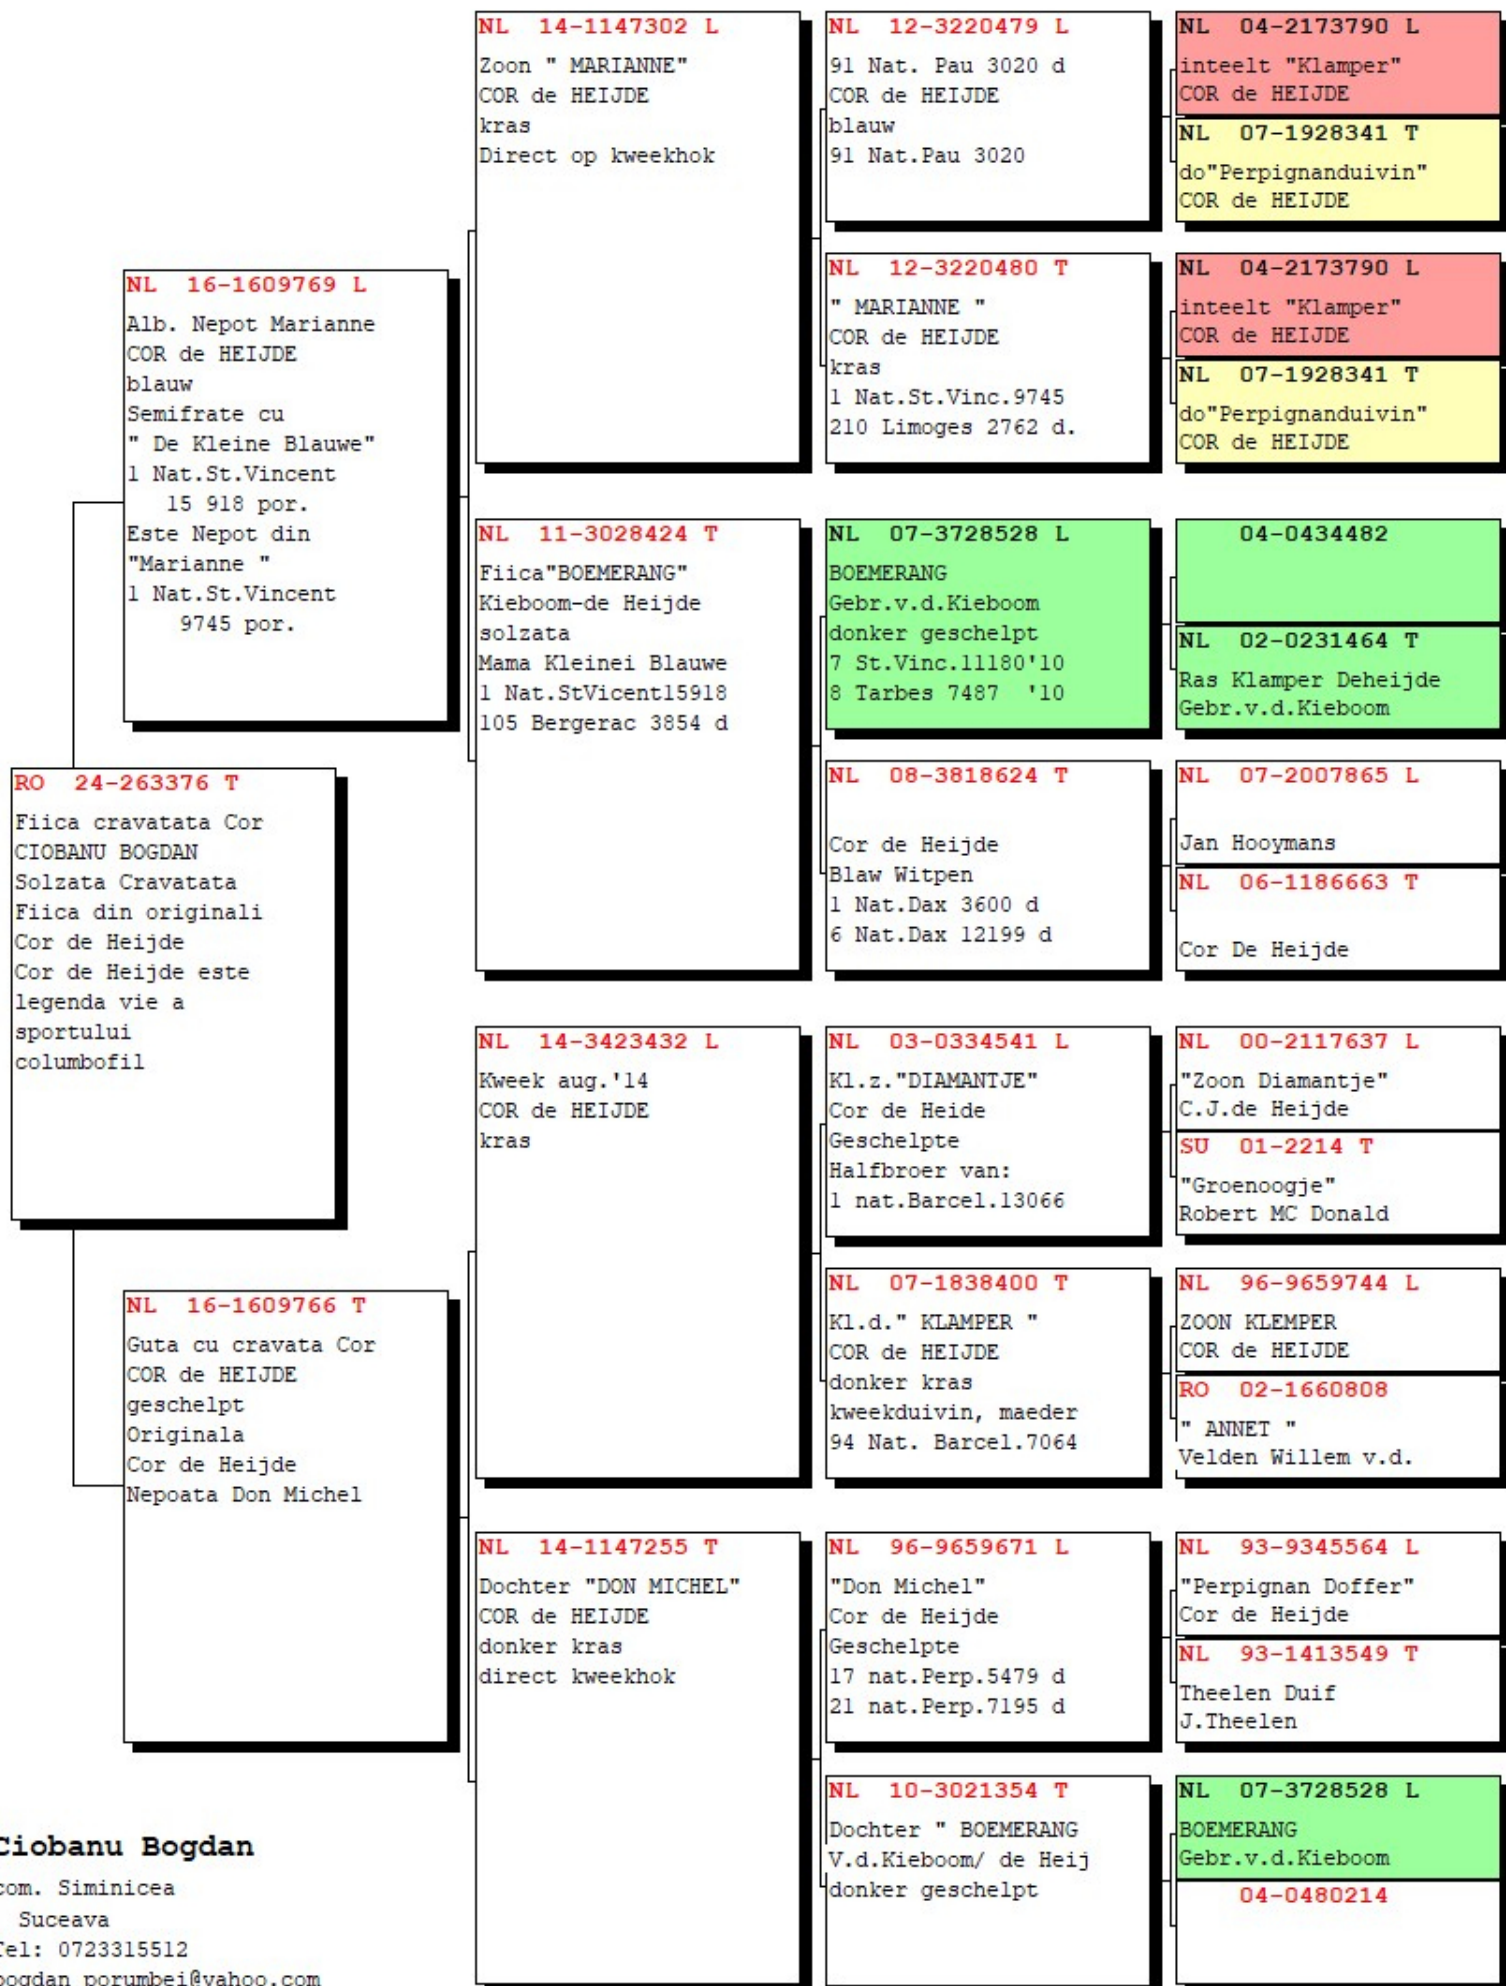 RO 24-263376 T
Fiica cravatata Cor
CIOBANU BOGDAN
Solzata Cravatata
Fiica din originali
Cor de Heijde
Cor de Heijde este
legenda vie a
sportului
columbofil
NL 16-1609769 L
Alb. Nepot Marianne
COR de HEIJDE
blauw
Semifrate cu
" De Kleine Blauwe"
1 Nat.St.Vincent
15 918 por.
Este Nepot din
"Marianne "
1 Nat.St.Vincent
9745 por.
NL 16-1609766 T
Guta cu cravata Cor
COR de HEIJDE
geschelpt
Originala
Cor de Heijde
Nepoata Don Michel
NL 14-1147302 L
Zoon " MARIANNE"
COR de HEIJDE
kras
Direct op kweekhok
NL 11-3028424 T
Fiica"BOEMERANG"
Kieboom-de Heijde
solzata
Mama Kleinei Blauwe
1 Nat.StVicent15918
105 Bergerac 3854 d
NL 14-3423432 L
Kweek aug.'14
COR de HEIJDE
kras
NL 14-1147255 T
Dochter "DON MICHEL"
COR de HEIJDE
donker kras
direct kweekhok
NL 12-3220479 L
91 Nat. Pau 3020 d
COR de HEIJDE
blauw
91 Nat.Pau 3020
NL 12-3220480 T
" MARIANNE "
COR de HEIJDE
kras
1 Nat.St.Vinc.9745
210 Limoges 2762 d.
NL 07-3728528 L
BOEMERANG
Gebr.v.d.Kieboom
donker geschelpt
7 St.Vinc.11180'10
8 Tarbes 7487 '10
NL 08-3818624 T
Cor de Heijde
Blaw Witpen
1 Nat.Dax 3600 d
6 Nat.Dax 12199 d
NL 03-0334541 L
Kl.z."DIAMANTJE"
Cor de Heide
Geschelpte
Halfbroer van:
1 nat.Barcel.13066
NL 07-1838400 T
Kl.d." KLAMPER "
COR de HEIJDE
donker kras
kweekduivin, maeder
94 Nat. Barcel.7064
NL 96-9659671 L
"Don Michel"
Cor de Heijde
Geschelpte
17 nat.Perp.5479 d
21 nat.Perp.7195 d
NL 10-3021354 T
Dochter " BOEMERANG
V.d.Kieboom/ de Heij
donker geschelpt
NL 04-2173790 L
inteelt "Klamper"
COR de HEIJDE
NL 07-1928341 T
do"Perpignanduivin"
COR de HEIJDE
NL 04-2173790 L
inteelt "Klamper"
COR de HEIJDE
NL 07-1928341 T
do"Perpignanduivin"
COR de HEIJDE
04-0434482
NL 02-0231464 T
Ras Klamper Deheijde
Gebr.v.d.Kieboom
NL 07-2007865 L
Jan Hooymans
NL 06-1186663 T
Cor De Heijde
NL 00-2117637 L
"Zoon Diamantje"
C.J.de Heijde
SU 01-2214 T
"Groenoogje"
Robert MC Donald
NL 96-9659744 L
ZOON KLEMPER
COR de HEIJDE
RO 02-1660808
" ANNET "
Velden Willem v.d.
NL 93-9345564 L
"Perpignan Doffer"
Cor de Heijde
NL 93-1413549 T
Theelen Duif
J.Theelen
NL 07-3728528 L
BOEMERANG
Gebr.v.d.Kieboom
04-0480214
Ciobanu Bogdan
com. Siminicea
Suceava
Tel: 0723315512
bogdan_porumbei@yahoo.com